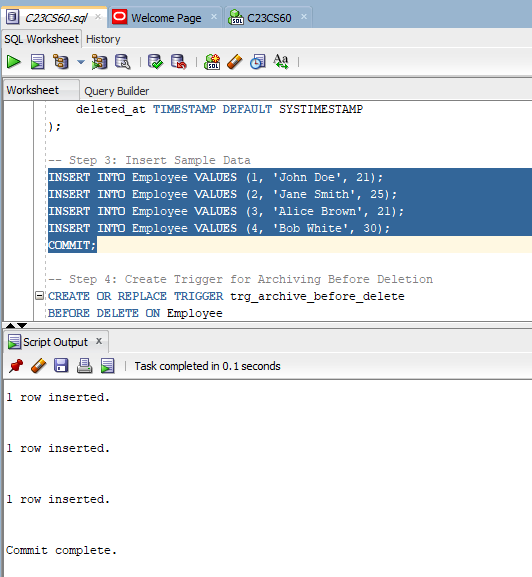 C23CS60.sql
Welcome Page
C23CS60
SQL Worksheet History
Worksheet Query Builder
deleted_at TIMESTAMP DEFAULT SYSTIMESTAMP
);
-- Step 3: Insert Sample Data
INSERT INTO Employee VALUES (1, 'John Doe', 21);
INSERT INTO Employee VALUES (2, 'Jane Smith', 25);
INSERT INTO Employee VALUES (3, 'Alice Brown', 21);
INSERT INTO Employee VALUES (4, 'Bob White', 30);
COMMIT;
-- Step 4: Create Trigger for Archiving Before Deletion
CREATE OR REPLACE TRIGGER trg_archive_before_delete
BEFORE DELETE ON Employee
Script Output
Task completed in 0.1 seconds
1 row inserted.
1 row inserted.
1 row inserted.
Commit complete.